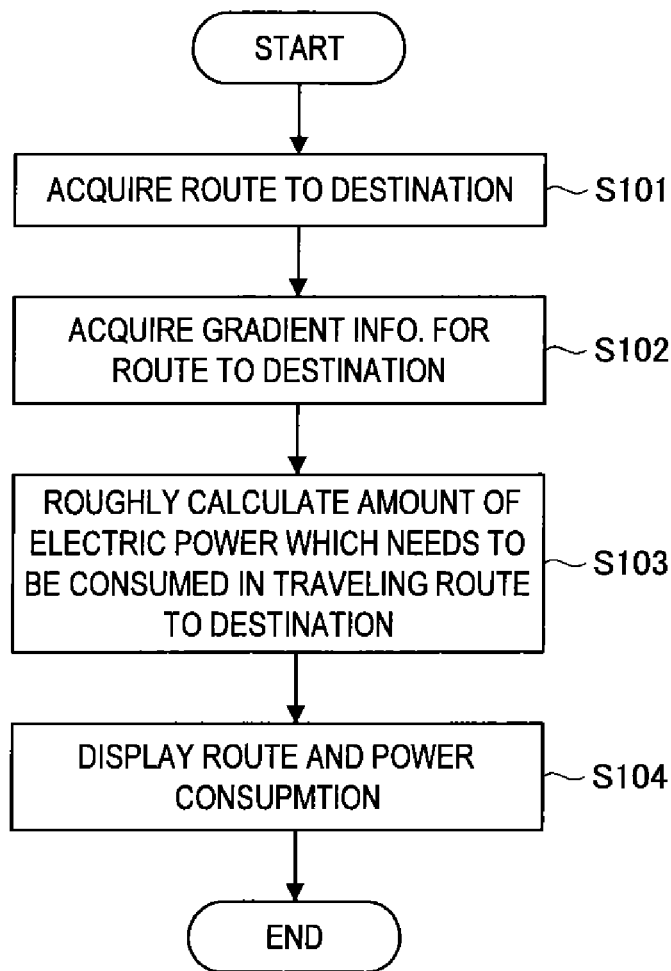 START
ACQUIRE ROUTE TO DESTINATION
S101
ACQUIRE GRADIENT INFO. FOR
ROUTE TO DESTINATION
S102
ROUGHLY CALCULATE AMOUNT OF
ELECTRIC POWER WHICH NEEDS TO
BE CONSUMED IN TRAVELING ROUTE
TO DESTINATION
S103
DISPLAY ROUTE AND POWER
CONSUPMTION
S104
END